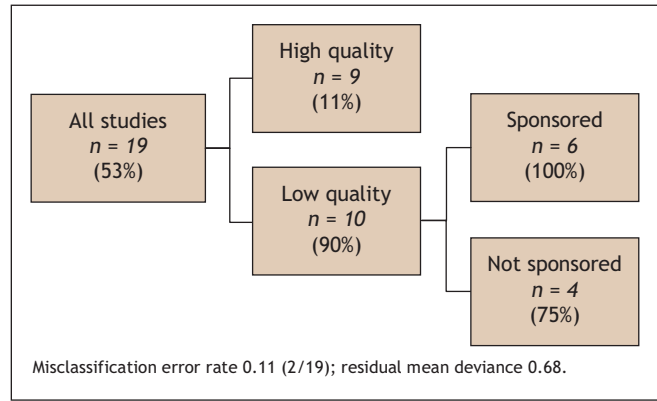 All studies
n = 19
(53%)
High quality
n = 9
(11%)
Low quality
n = 10
(90%)
Sponsored
n = 6
(100%)
Not sponsored
n = 4
(75%)
Misclassification error rate 0.11 (2/19); residual mean deviance 0.68.